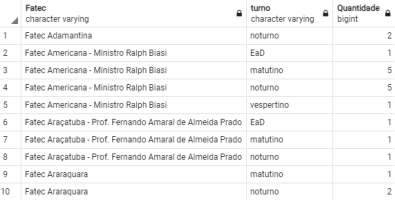 Fatec turno Quantidade
character varying character varying bigint
1 Fatec Adamantina noturno 2
2 Fatec Americana - Ministro Ralph Biasi EaD 1
3 Fatec Americana - Ministro Ralph Biasi matutino 5
4 Fatec Americana - Ministro Ralph Biasi noturno 5
5 Fatec Americana - Ministro Ralph Biasi vespertino 1
6 Fatec Araçatuba - Prof. Fernando Amaral de Almeida Prado EaD 1
7 Fatec Araçatuba - Prof. Fernando Amaral de Almeida Prado matutino 1
8 Fatec Araçatuba - Prof. Fernando Amaral de Almeida Prado noturno 1
9 Fatec Araraquara matutino 1
10 Fatec Araraquara noturno 2